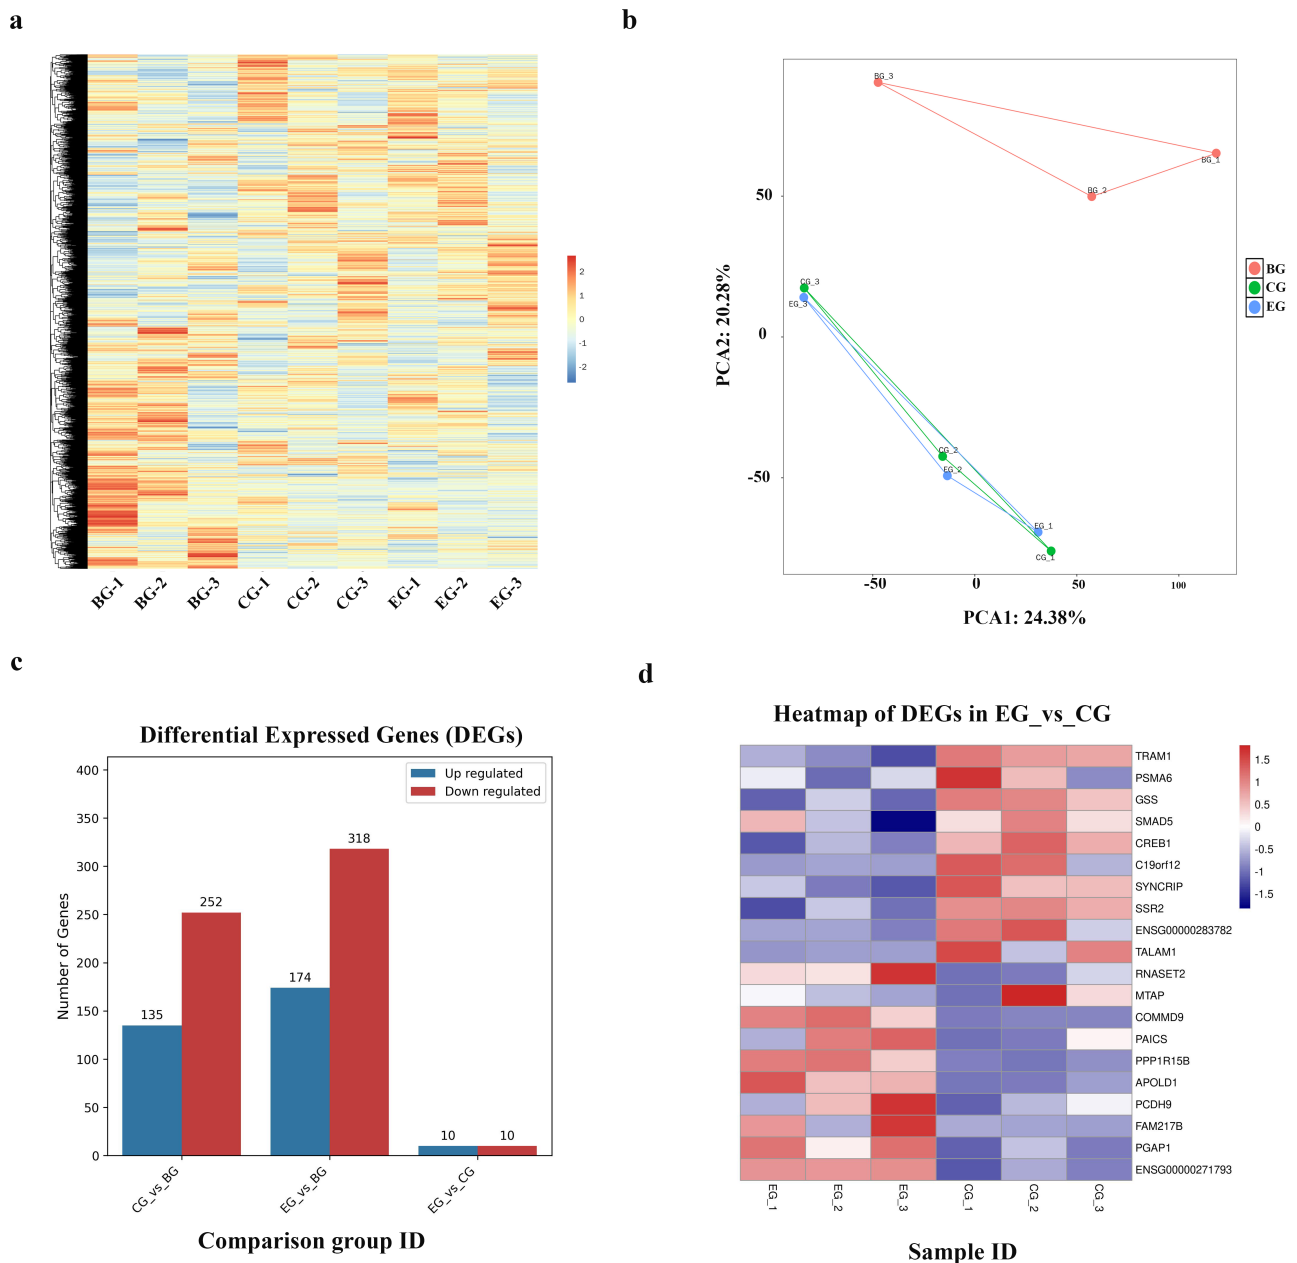 a
2
1
0
-1
-2
BG-1
BG-2
BG-3
CG-1
CG-2
CG-3
EG-1
EG-2
EG-3
b
BG_3
BG_1
BG_2
CG_3
EG_3
CG_2
EG_2
EG_1
CG_1
50
0
-50
PCA2: 20.28%
-50
0
50
100
PCA1: 24.38%
BG
CG
EG
c
Differential Expressed Genes (DEGs)
Up regulated
Down regulated
400
350
300
250
200
150
100
50
0
Number of Genes
135
252
174
318
10
10
CG_vs_BG
EG_vs_BG
EG_vs_CG
Comparison group ID
d
Heatmap of DEGs in EG_vs_CG
TRAM1
PSMA6
GSS
SMAD5
CREB1
C19orf12
SYNCRIP
SSR2
ENSG00000283782
TALAM1
RNASET2
MTAP
COMMD9
PAICS
PPP1R15B
APOLD1
PCDH9
FAM217B
PGAP1
ENSG00000271793
1.5
1
0.5
0
-0.5
-1
-1.5
EG_1
EG_2
EG_3
CG_1
CG_2
CG_3
Sample ID